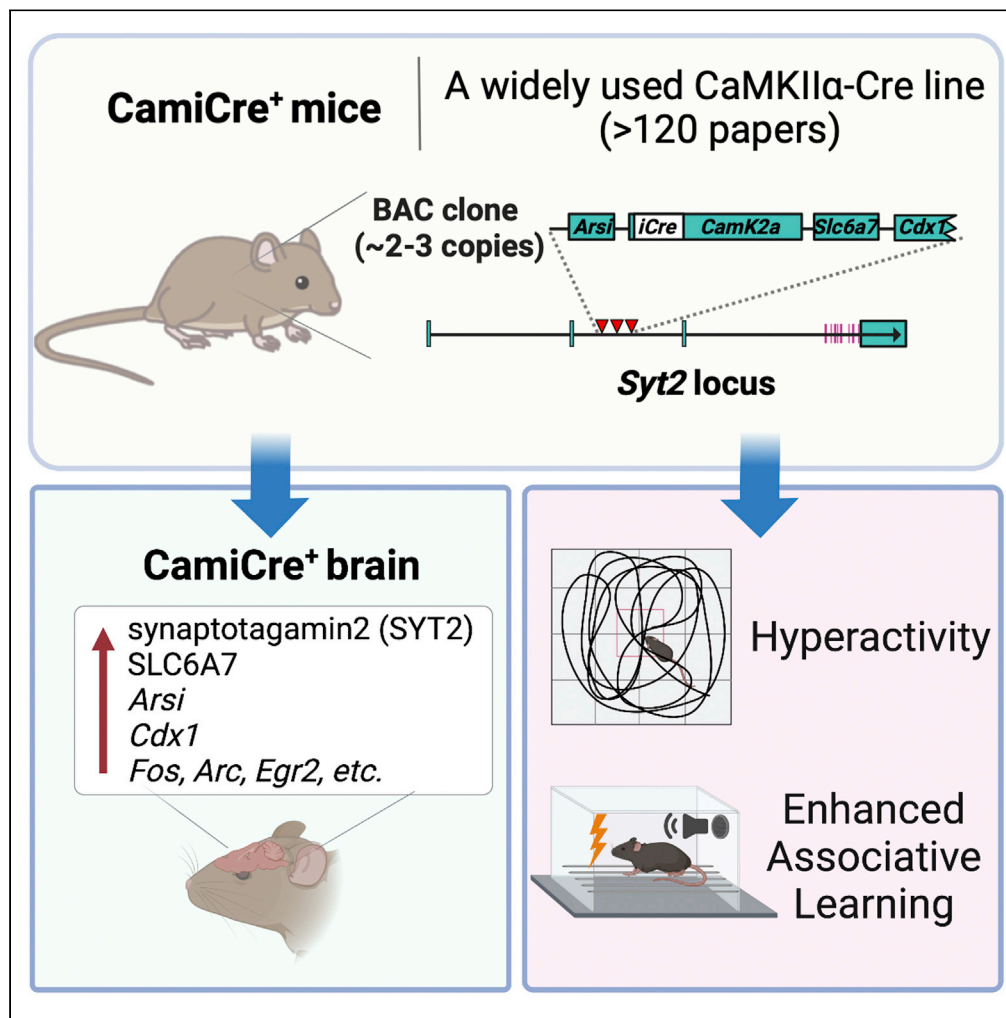 CamiCre⁺ mice
A widely used CaMKIIα-Cre line
(>120 papers)
BAC clone
(~2-3 copies)
Arsi iCre CamK2a Slc6a7 Cdx1
Syt2 locus
CamiCre⁺ brain
synaptotagamin2 (SYT2)
SLC6A7
Arsi
Cdx1
Fos, Arc, Egr2, etc.
Hyperactivity
Enhanced
Associative
Learning